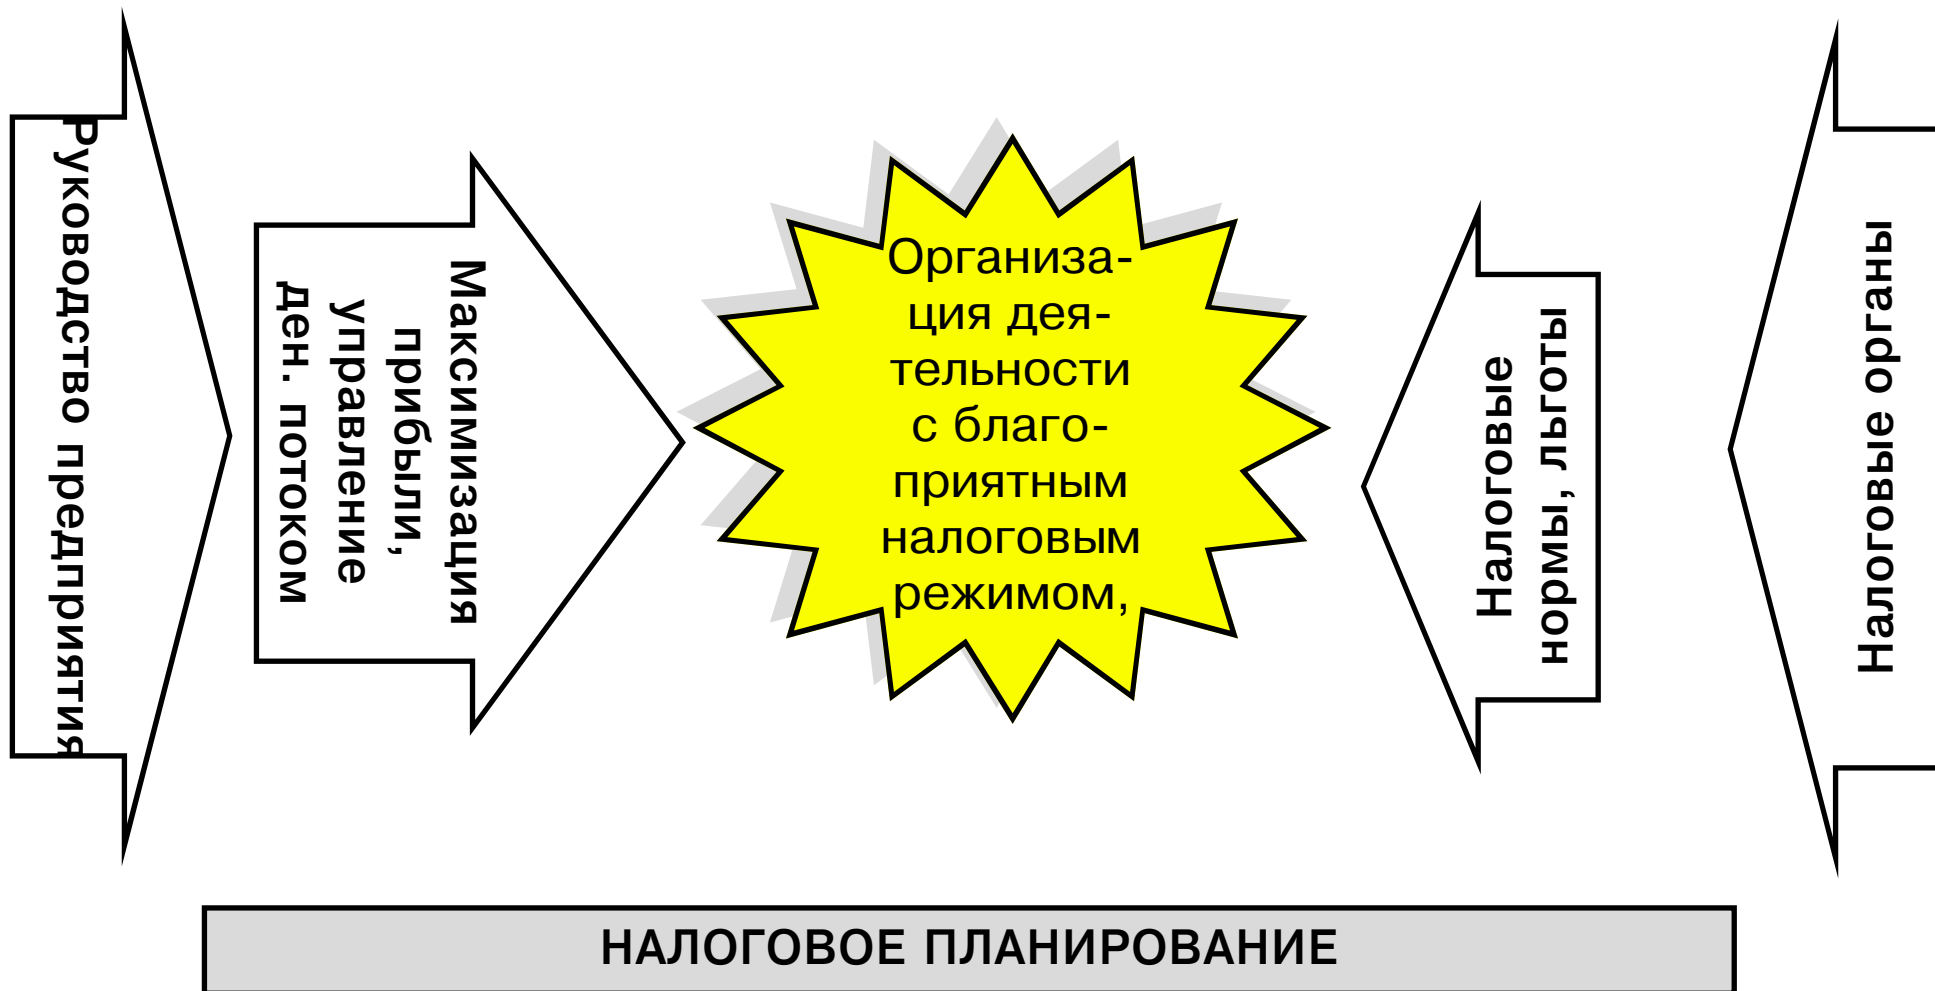 Руководство предприятия
Максимизация
прибыли,
управление
ден. потоком
Организа-
ция дея-
тельности
с благо-
приятным
налоговым
режимом,
Налоговые
нормы, льготы
Налоговые органы
НАЛОГОВОЕ ПЛАНИРОВАНИЕ